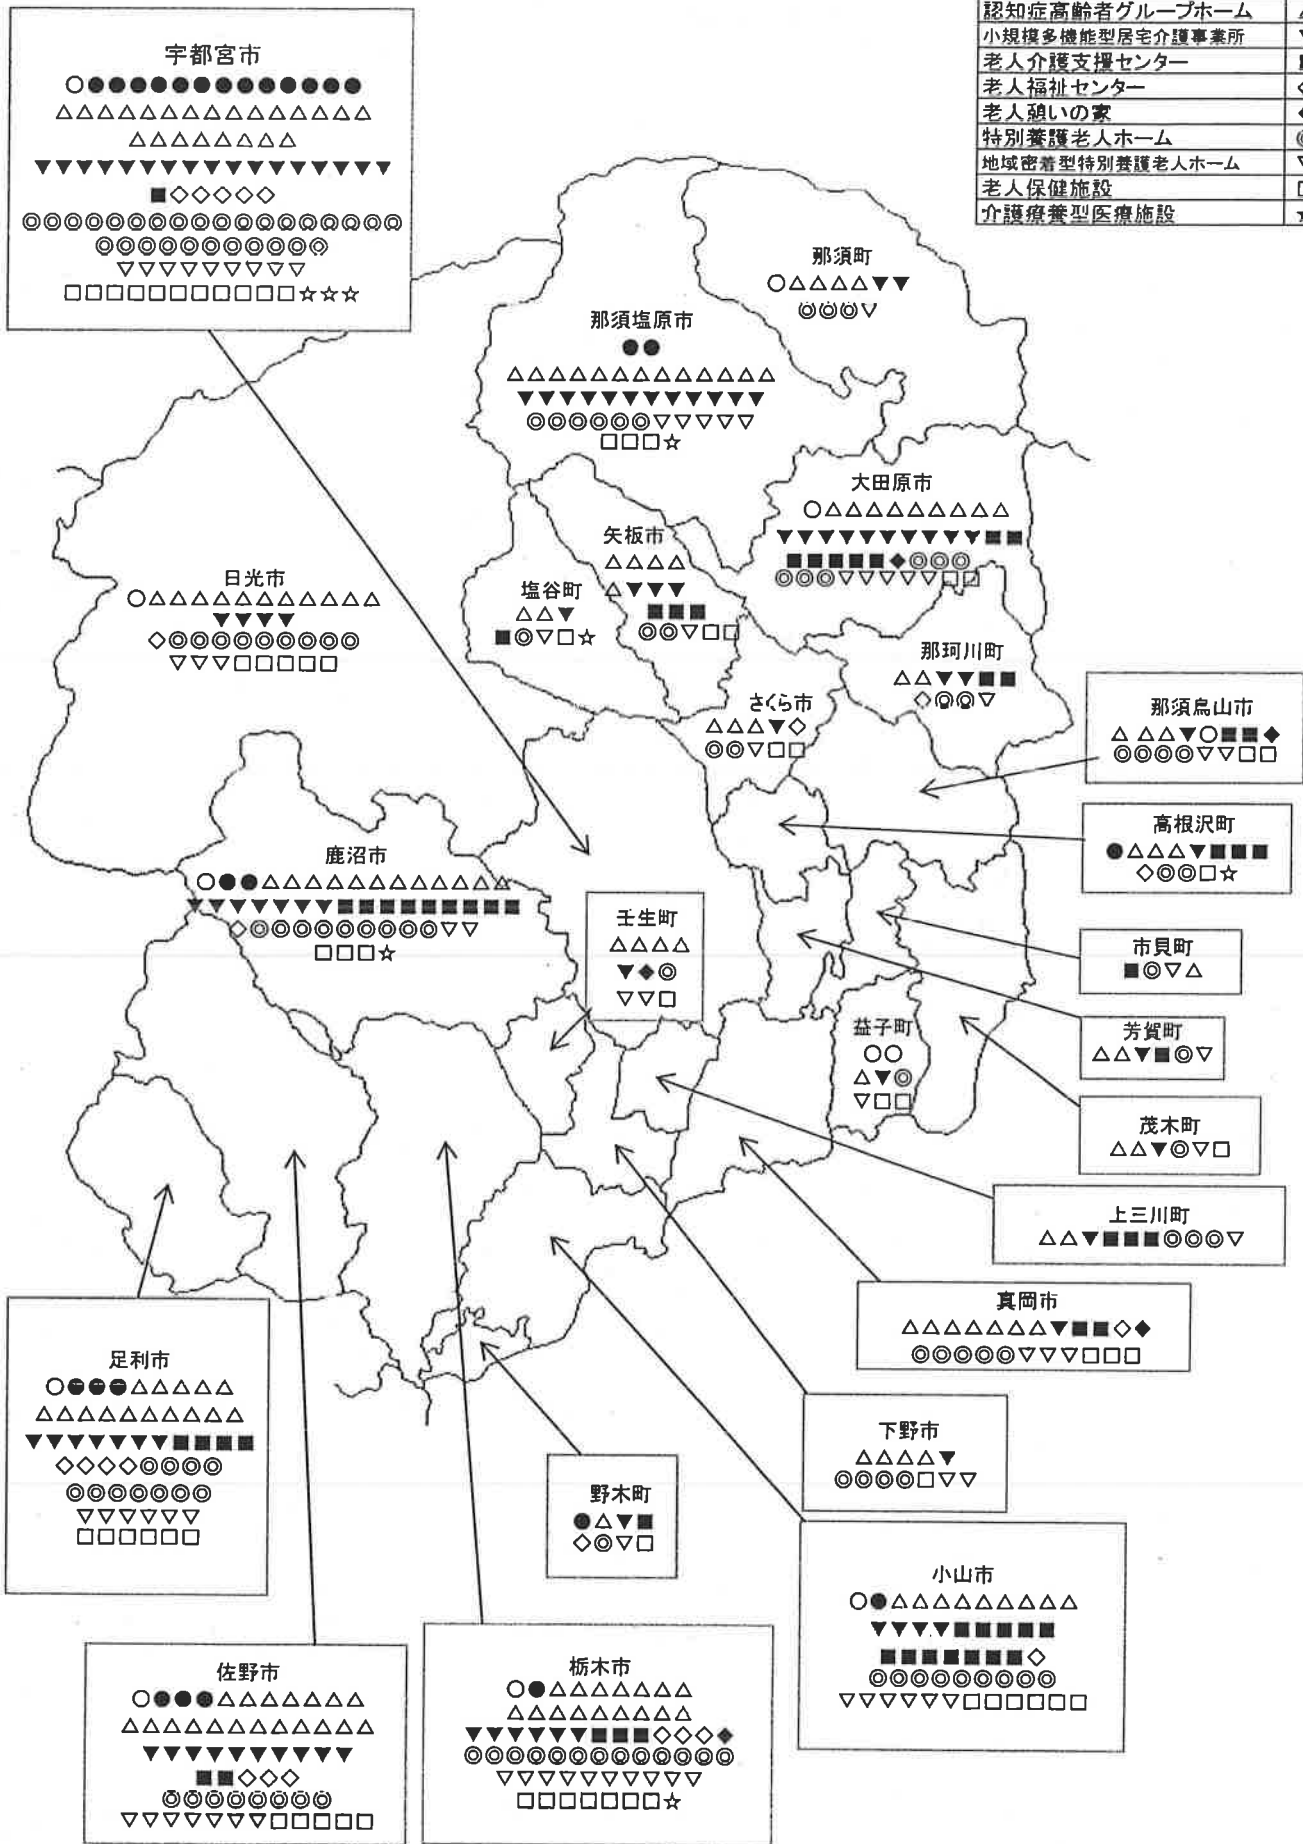 認知症高齢者グループホーム △
小規模多機能型居宅介護事業所 ▼
老人介護支援センター ■
老人福祉センター ◇
老人憩いの家 ◆
特別養護老人ホーム ◎
地域密着型特別養護老人ホーム ▽
老人保健施設 □
介護療養型医療施設 ☆
宇都宮市
○●●●●●●●●●●●●●
△△△△△△△△△△△△△△△
△△△△△△△△
▼▼▼▼▼▼▼▼▼▼▼▼▼▼▼▼▼
■◇◇◇◇◇
◎◎◎◎◎◎◎◎◎◎◎◎◎◎◎◎◎◎
◎◎◎◎◎◎◎◎◎◎◎
▽▽▽▽▽▽▽▽▽
□□□□□□□□□□□☆☆☆
那須町
○△△△△▼▼
◎◎◎▽
那須塩原市
●●
△△△△△△△△△△△△△
▼▼▼▼▼▼▼▼▼▼▼▼
◎◎◎◎◎◎▽▽▽▽▽
□□□☆
大田原市
○△△△△△△△△△
▼▼▼▼▼▼▼▼▼▼■■
■■■■■◆◎◎◎
◎◎◎▽▽▽▽▽□□
矢板市
△△△△
△▼▼▼
■■■
◎◎▽□□
塩谷町
△△▼
■◎▽□☆
日光市
○△△△△△△△△△△△
▼▼▼▼
◇◎◎◎◎◎◎◎◎◎
▽▽▽□□□□□
那珂川町
△△▼▼■■
◇◎◎▽
さくら市
△△△▼◇
◎◎▽□□
那須烏山市
△△△▼○■■◆
◎◎◎◎▽▽□□
高根沢町
●△△△▼■■■
◇◎◎□☆
鹿沼市
○●●△△△△△△△△△△△△
▼▼▼▼▼▼▼■■■■■■■■■
◇◎◎◎◎◎◎◎◎◎▽▽
□□□☆
壬生町
△△△△
▼◆◎
▽▽□
市貝町
■◎▽△
芳賀町
△△▼■◎▽
益子町
○○
△▼◎
▽□□
茂木町
△△▼◎▽□
上三川町
△△▼■■■◎◎◎▽
真岡市
△△△△△△△▼■■◇◆
◎◎◎◎◎▽▽▽□□□
足利市
○●●●△△△△△
△△△△△△△△△△
▼▼▼▼▼▼▼■■■■
◇◇◇◇◎◎◎◎
◎◎◎◎◎◎◎
▽▽▽▽▽▽
□□□□□□
下野市
△△△△▼
◎◎◎◎□▽▽
野木町
●△▼■
◇◎▽□
小山市
○●△△△△△△△△△
▼▼▼▼■■■■■
■■■■■■■◇
◎◎◎◎◎◎◎◎◎
▽▽▽▽▽▽□□□□□□
佐野市
○●●●△△△△△△△
△△△△△△△△△△△△
▼▼▼▼▼▼▼▼▼▼
■■◇◇◇
◎◎◎◎◎◎◎◎
▽▽▽▽▽▽▽□□□□□
栃木市
○●△△△△△△△
△△△△△△△△△
▼▼▼▼▼▼■■■◇◇◇◆
◎◎◎◎◎◎◎◎◎◎◎◎◎
▽▽▽▽▽▽▽▽▽▽
□□□□□□□☆